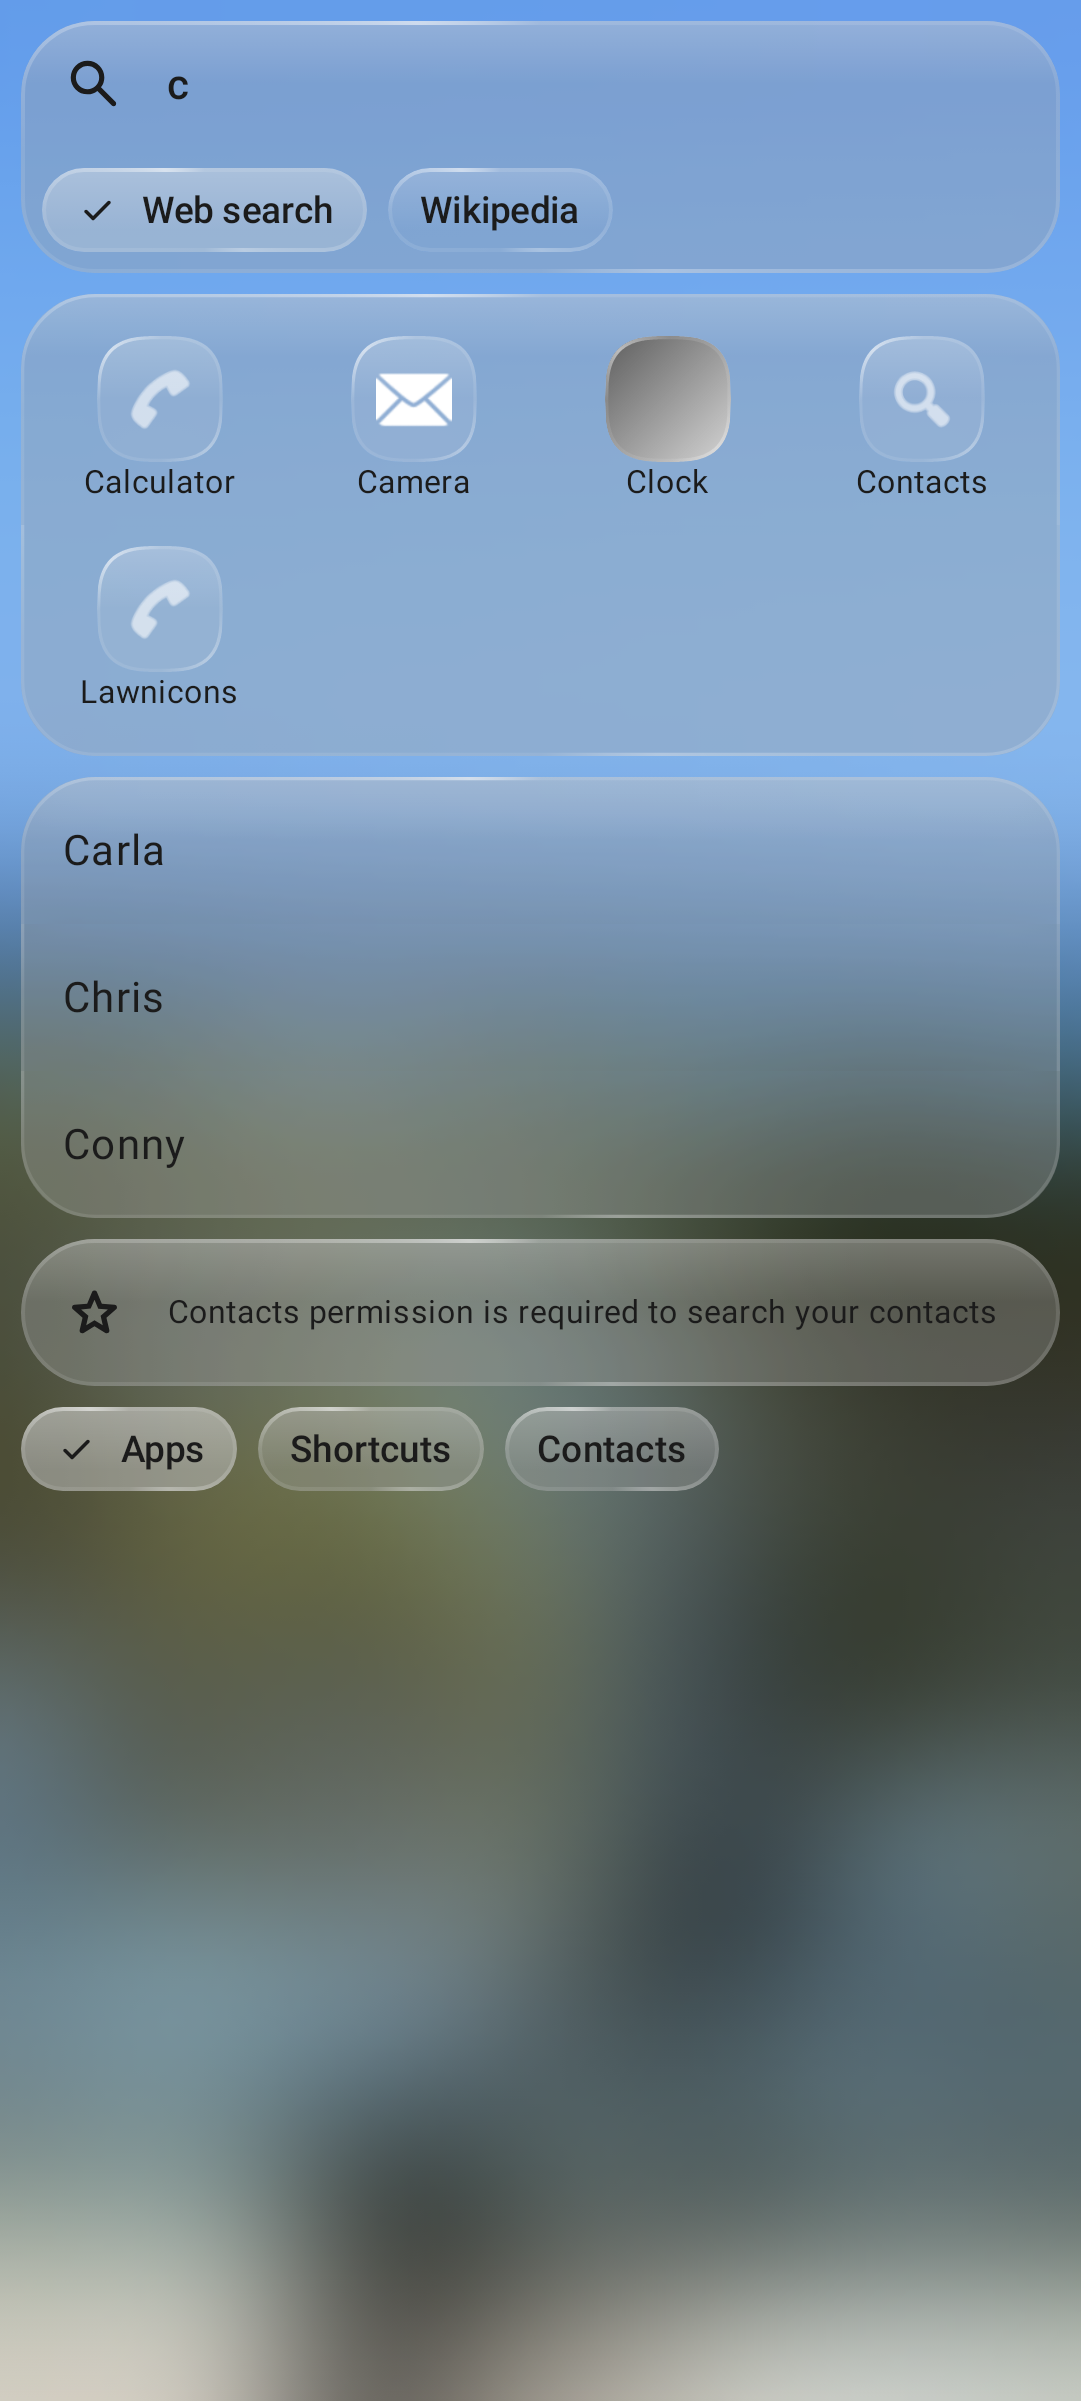 c
Web search
Wikipedia
Calculator
Camera
Clock
Contacts
Lawnicons
Carla
Chris
Conny
Contacts permission is required to search your contacts
Apps
Shortcuts
Contacts